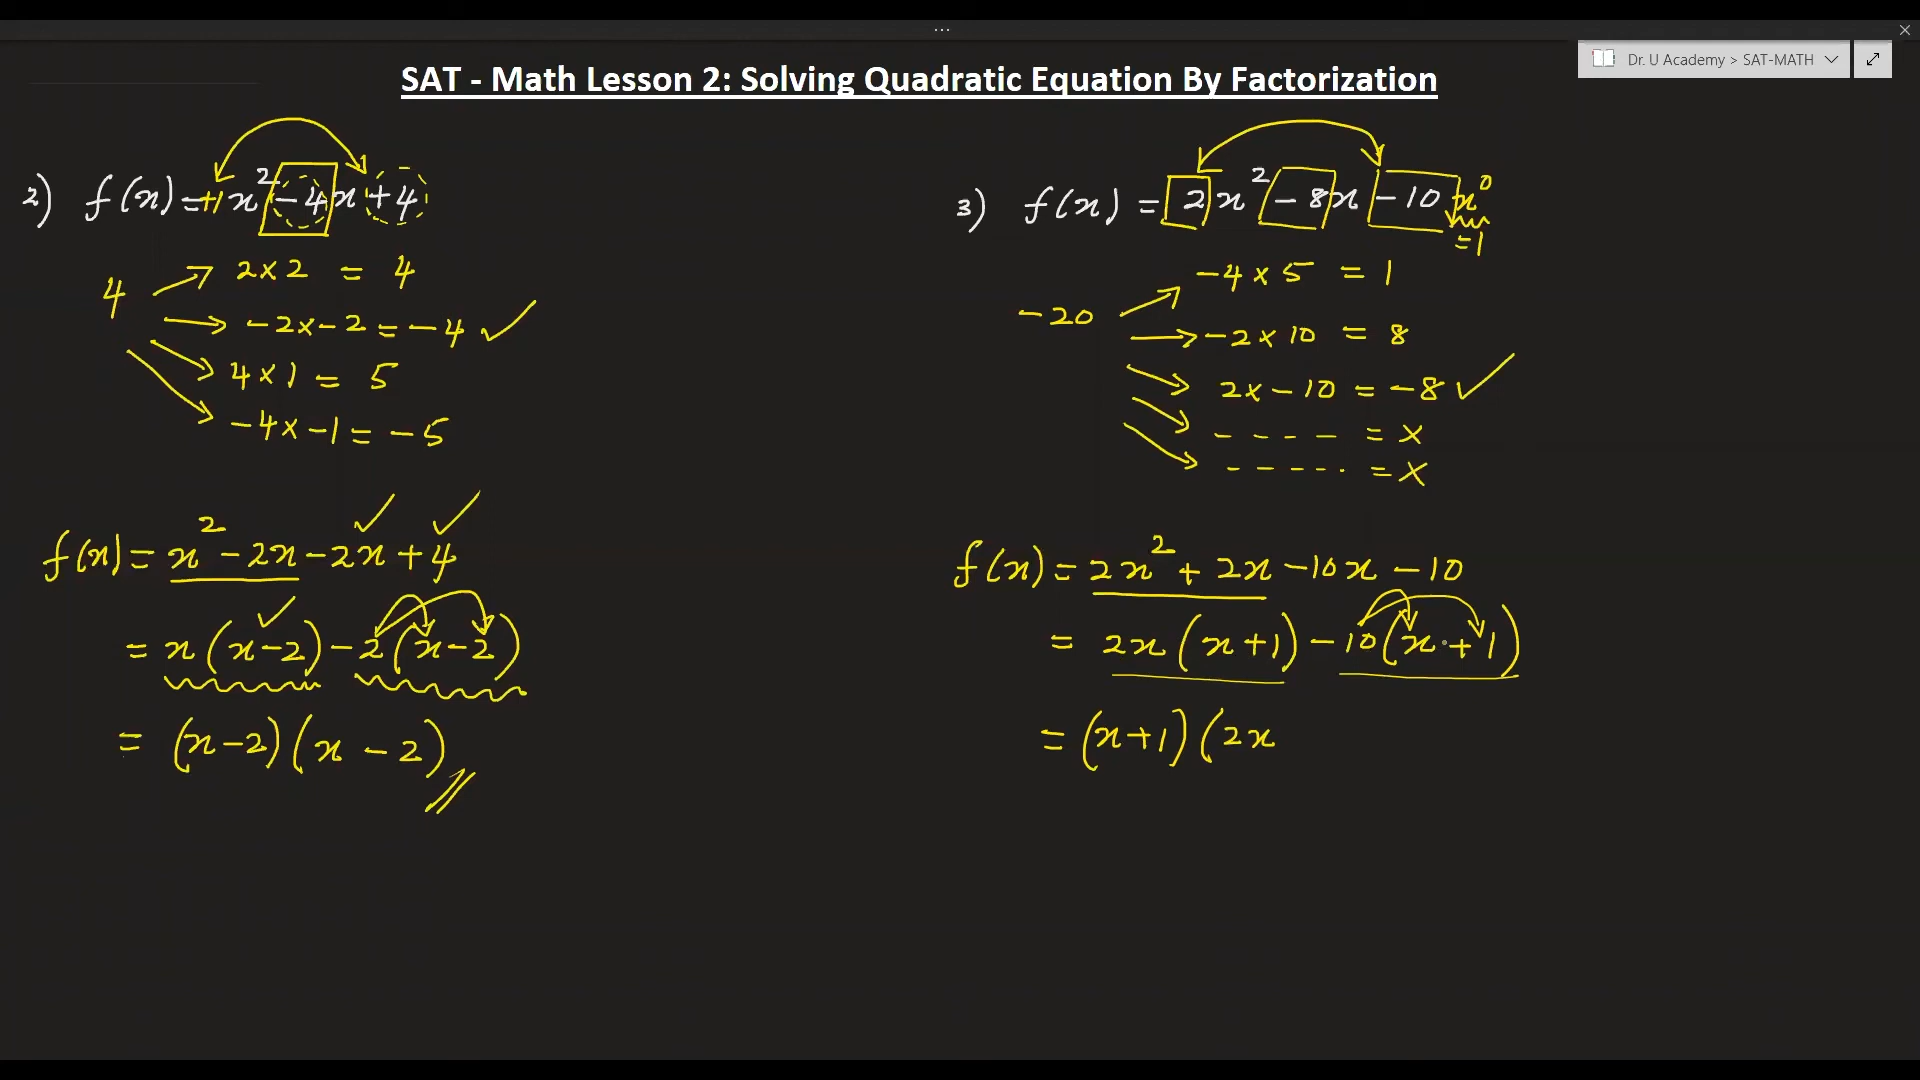 Dr. U Academy > SAT-MATH
SAT - Math Lesson 2: Solving Quadratic Equation By Factorization
2) f(x)=+1x²-4x+4
4
2×2 = 4
-2×-2=-4 ✓
4×1 = 5
-4×-1=-5
f(x)=x²-2x-2x+4
=x(x-2)-2(x-2)
=(x-2)(x-2)
3) f(x)=2x²-8x-10x⁰
=1
-20
-4×5 = 1
-2×10 = 8
2×-10=-8 ✓
- - - - = X
- - - - - = X
f(x)=2x²+2x-10x-10
=2x(x+1)-10(x+1)
=(x+1)(2x